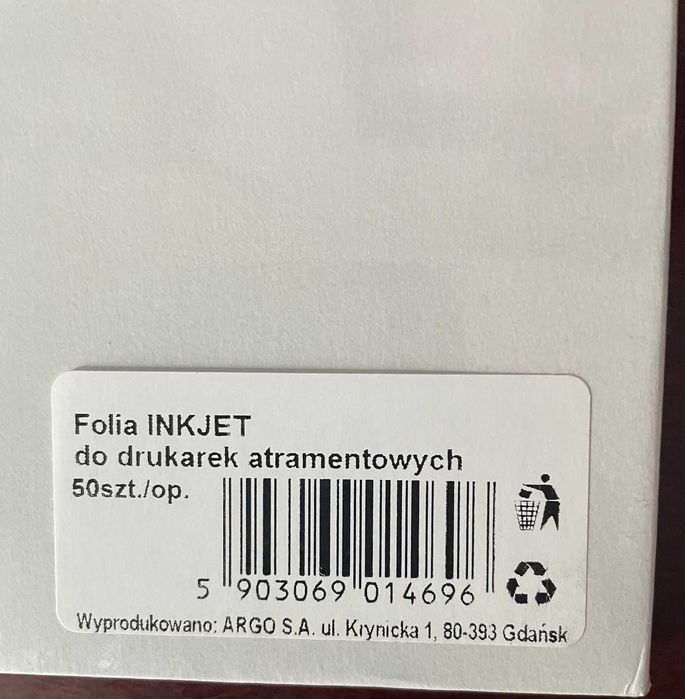 Folia INKJET
do drukarek atramentowych
50szt./op.
5 903069 014696
Wyprodukowano: ARGO S.A. ul. Krynicka 1, 80-393 Gdańsk